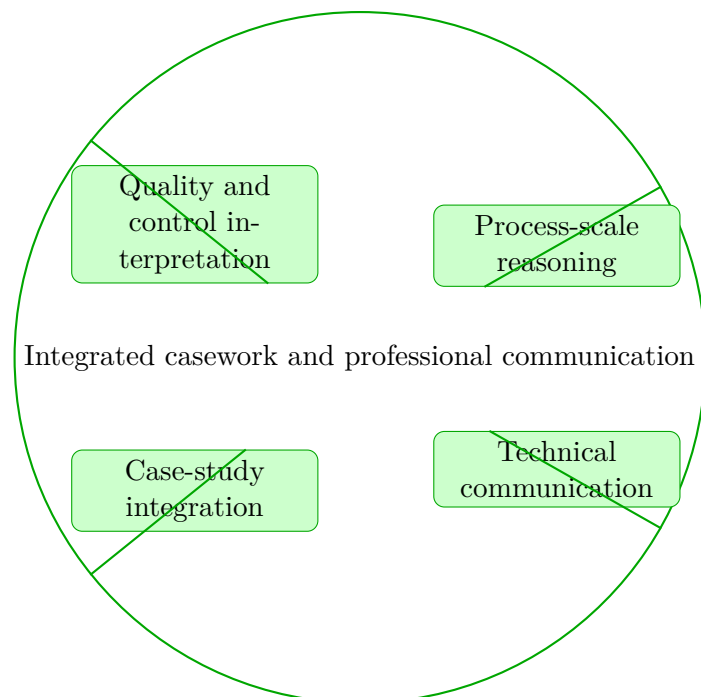 Quality and
control in-
terpretation
Process-scale
reasoning
Integrated casework and professional communication
Case-study
integration
Technical
communication